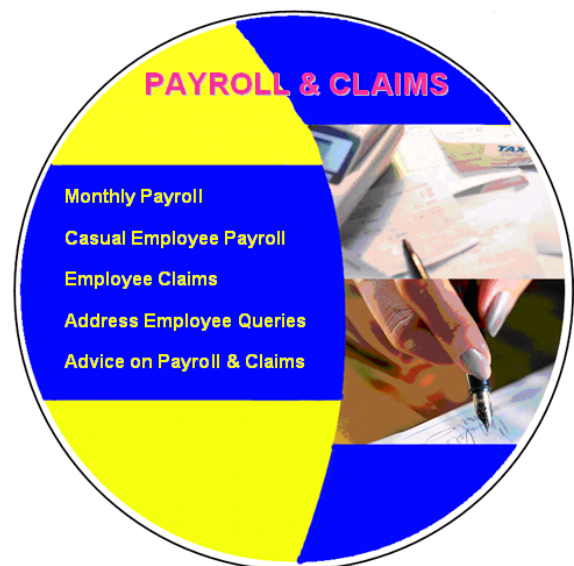 PAYROLL & CLAIMS
TAX
Monthly Payroll
Casual Employee Payroll
Employee Claims
Address Employee Queries
Advice on Payroll & Claims